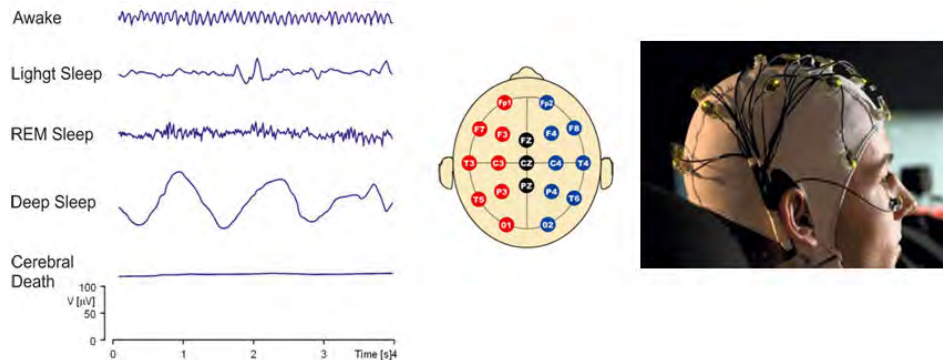 Awake
Lighgt Sleep
REM Sleep
Deep Sleep
Cerebral
Death
100
V [µV]
50
0
0 1 2 3 Time [s]4
Fp1 Fp2
F7 F3 FZ F4 F8
T3 C3 CZ C4 T4
T5 P3 PZ P4 T6
01 02